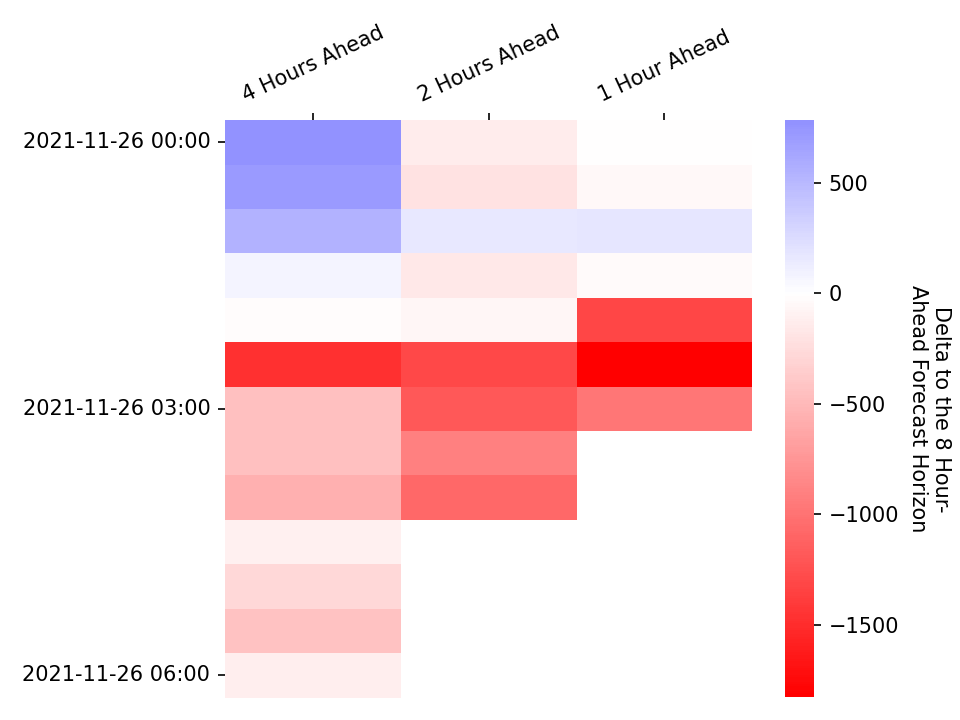 4 Hours Ahead
2 Hours Ahead
1 Hour Ahead
2021-11-26 00:00
2021-11-26 03:00
2021-11-26 06:00
500
0
−500
−1000
−1500
Delta to the 8 Hour-
Ahead Forecast Horizon